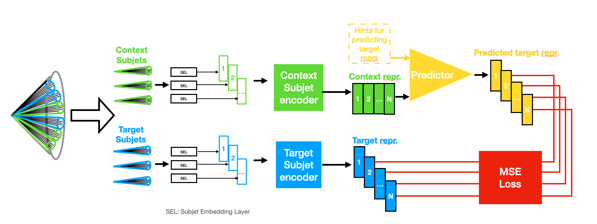 Context
Subjets
SEL
SEL
SEL
1
2
...
Context
Subjet
encoder
Hints for
predicting
target
reprs
Context repr.
1 2 ... N
Predictor
Predicted target repr.
1
2
...
N
Target
Subjets
SEL
SEL
SEL
1
2
...
Target
Subjet
encoder
Target repr.
1
2
...
N
MSE
Loss
SEL: Subjet Embedding Layer